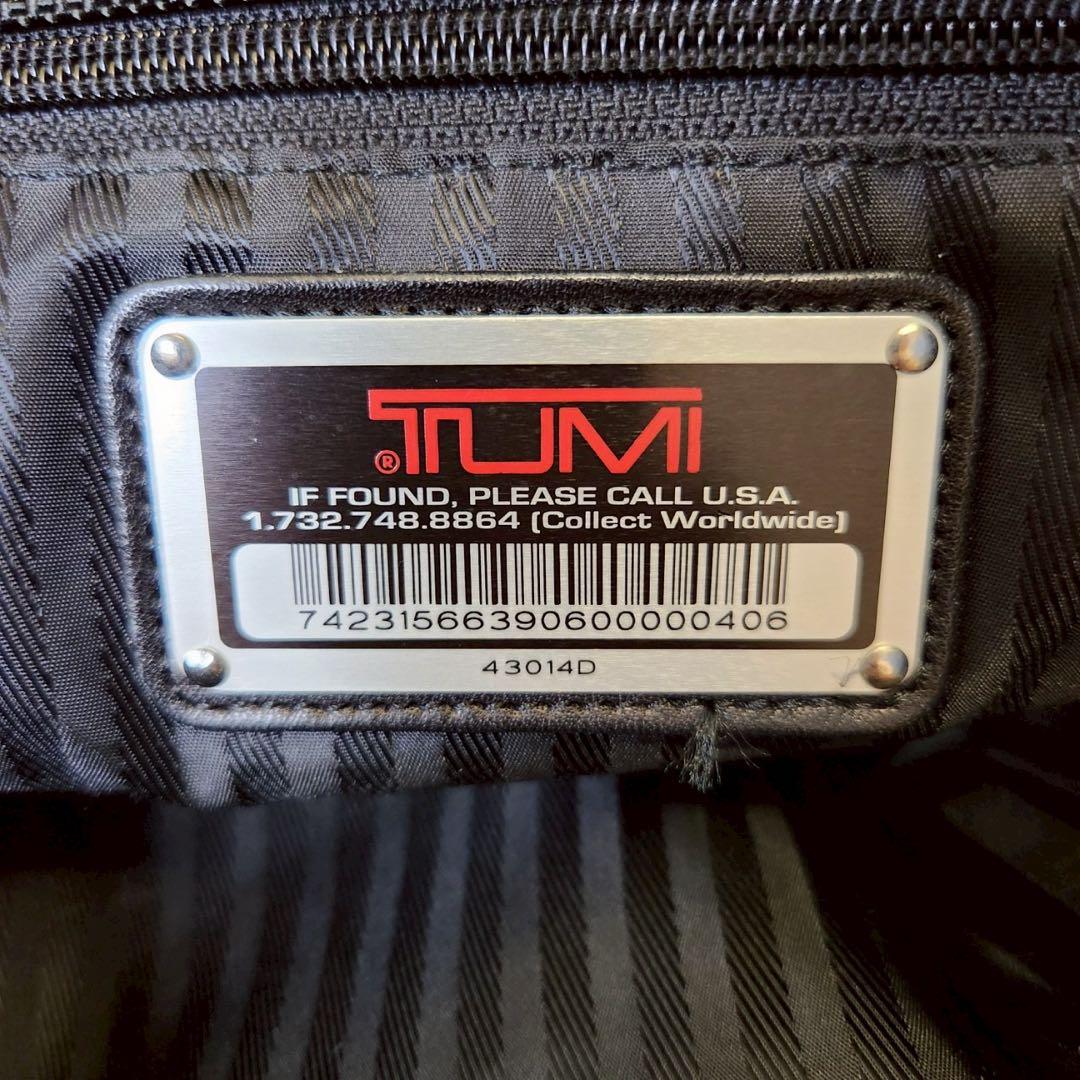 TUMI®
IF FOUND, PLEASE CALL U.S.A.
1.732.748.8864 (Collect Worldwide)
74231566390600000406
43014D